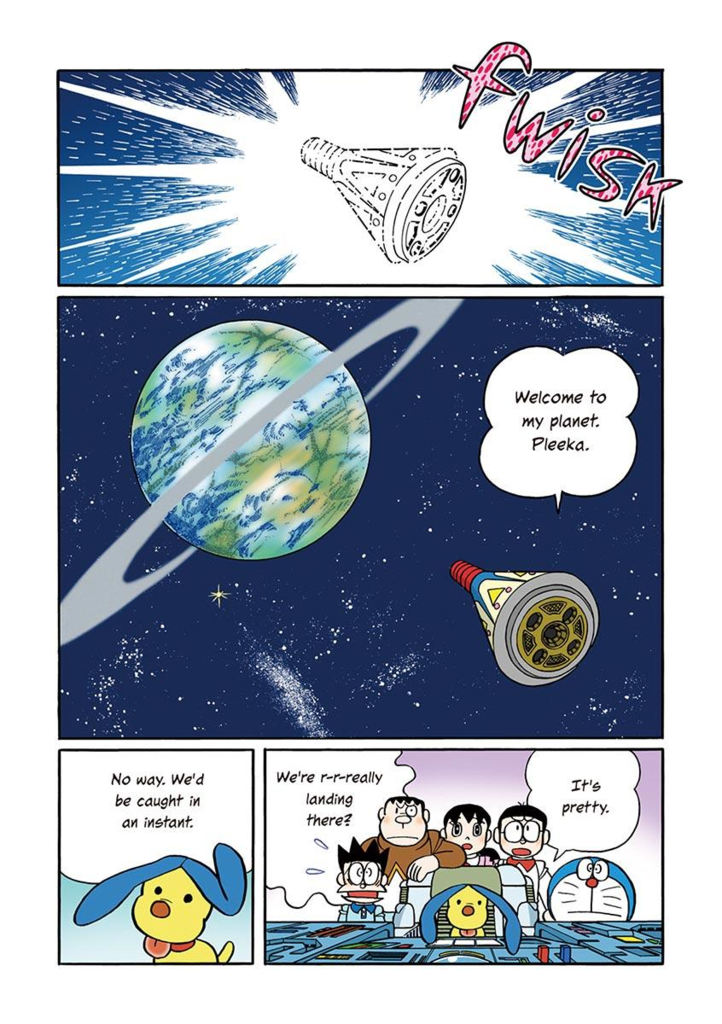 Fwish
Welcome to
my planet.
Pleeka.
It's
pretty.
We're r-r-really
landing
there?
No way. We'd
be caught in
an instant.